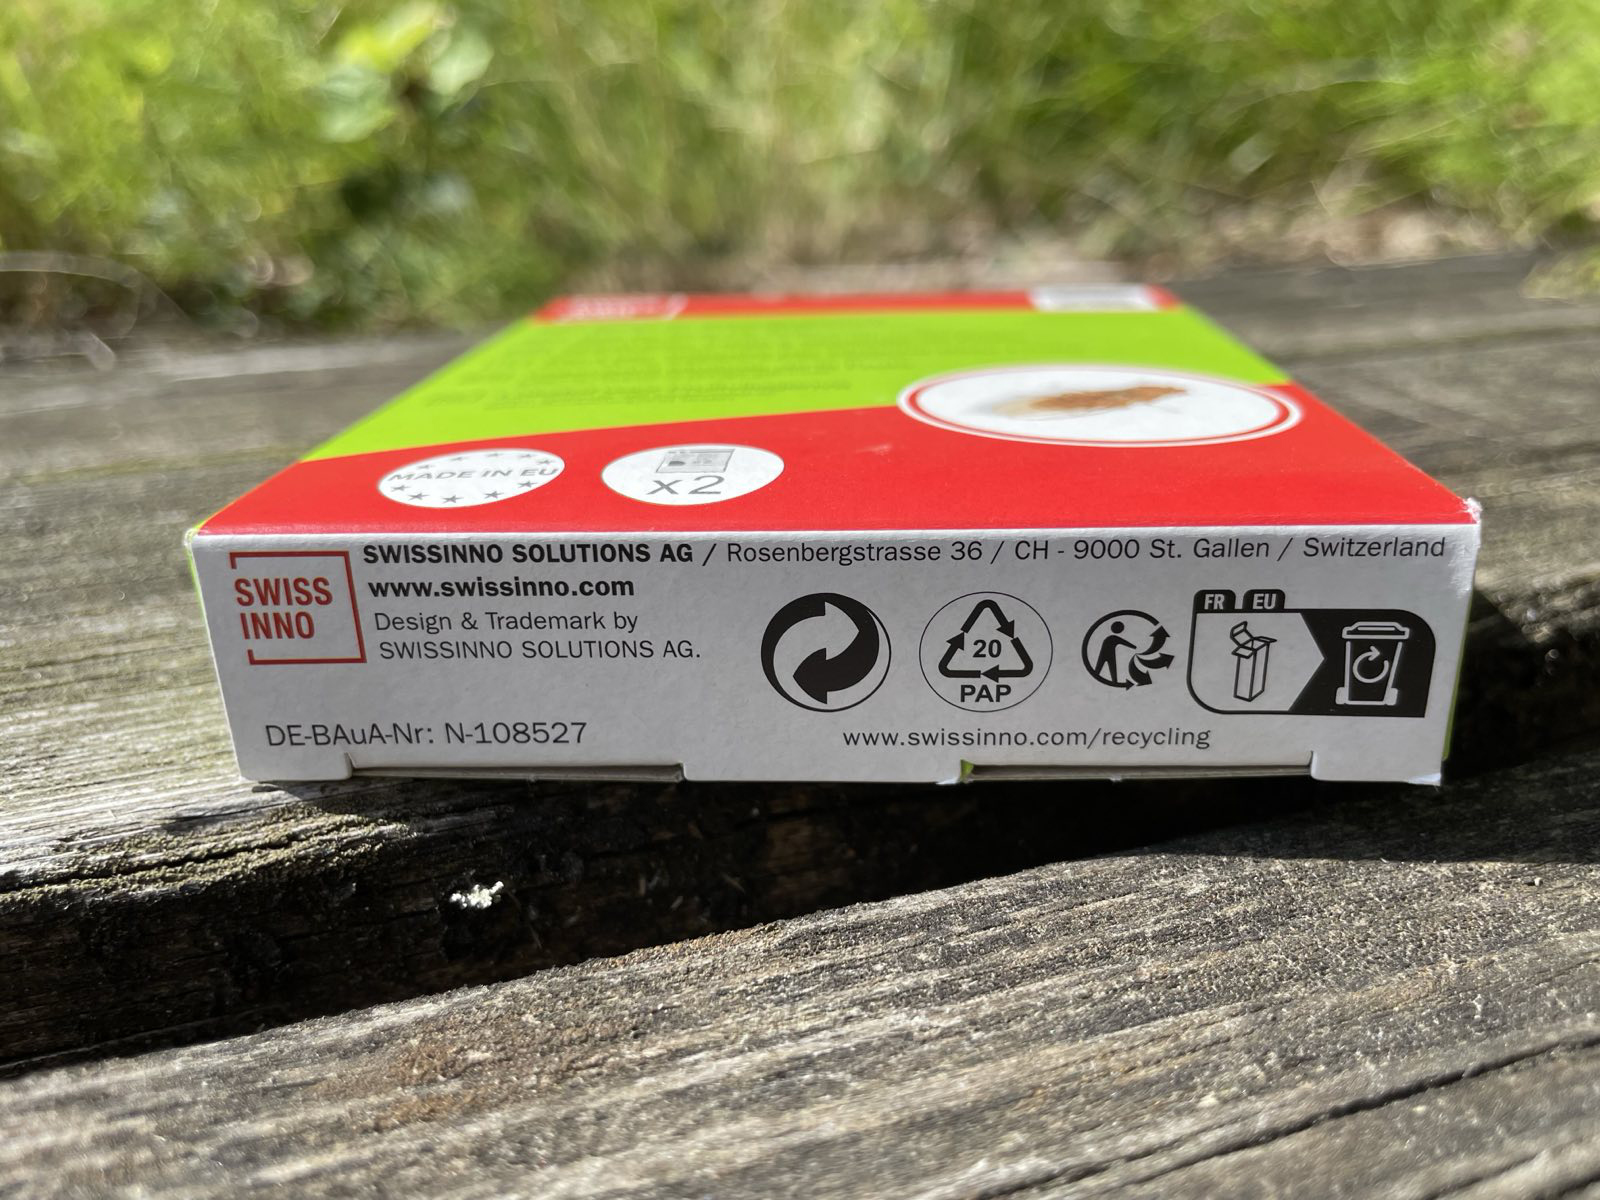 MADE IN EU
x2
SWISS
INNO
SWISSINNO SOLUTIONS AG / Rosenbergstrasse 36 / CH - 9000 St. Gallen / Switzerland
www.swissinno.com
Design & Trademark by
SWISSINNO SOLUTIONS AG.
FR EU
20
PAP
DE-BAuA-Nr: N-108527
www.swissinno.com/recycling